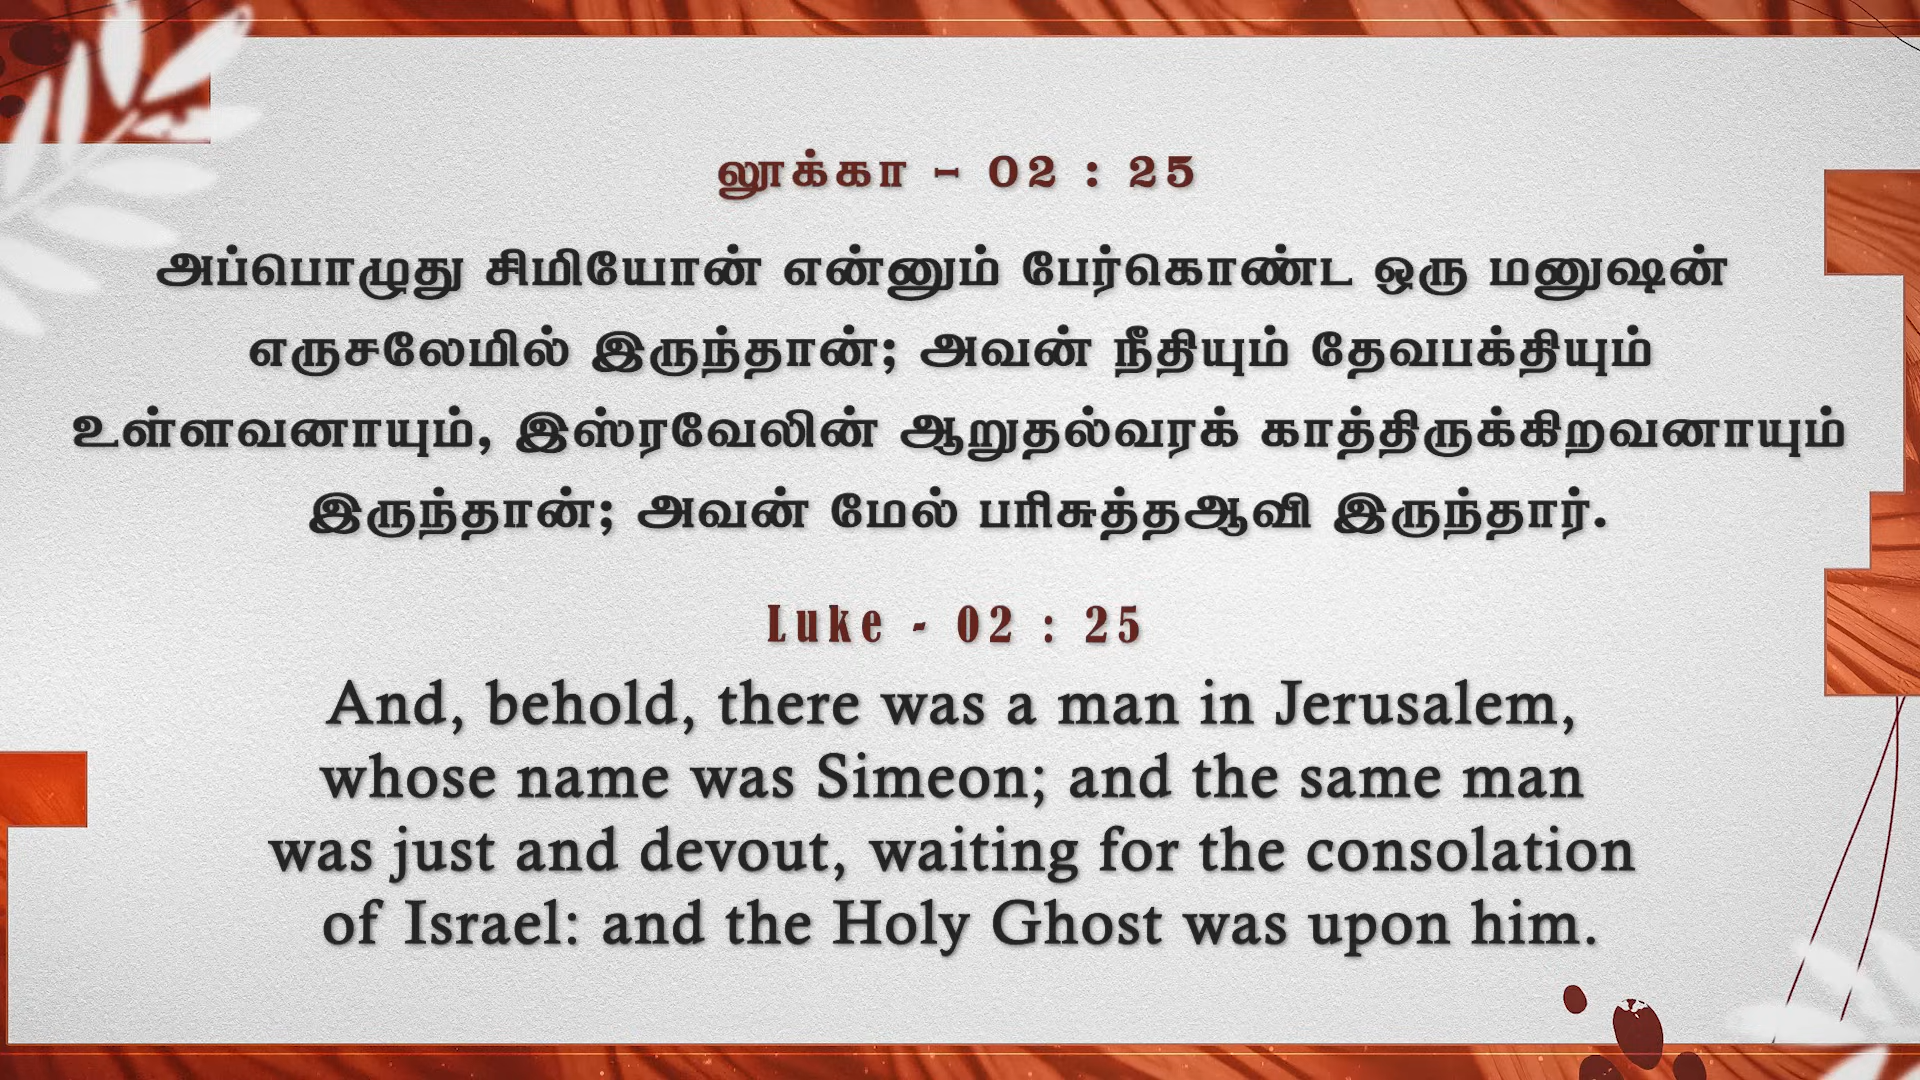 லூக்கா - 02 : 25
அப்பொழுது சிமியோன் என்னும் பேர்கொண்ட ஒரு மனுஷன்
எருசலேமில் இருந்தான்; அவன் நீதியும் தேவபக்தியும்
உள்ளவனாயும், இஸ்ரவேலின் ஆறுதல்வரக் காத்திருக்கிறவனாயும்
இருந்தான்; அவன் மேல் பரிசுத்தஆவி இருந்தார்.
Luke - 02 : 25
And, behold, there was a man in Jerusalem,
whose name was Simeon; and the same man
was just and devout, waiting for the consolation
of Israel: and the Holy Ghost was upon him.